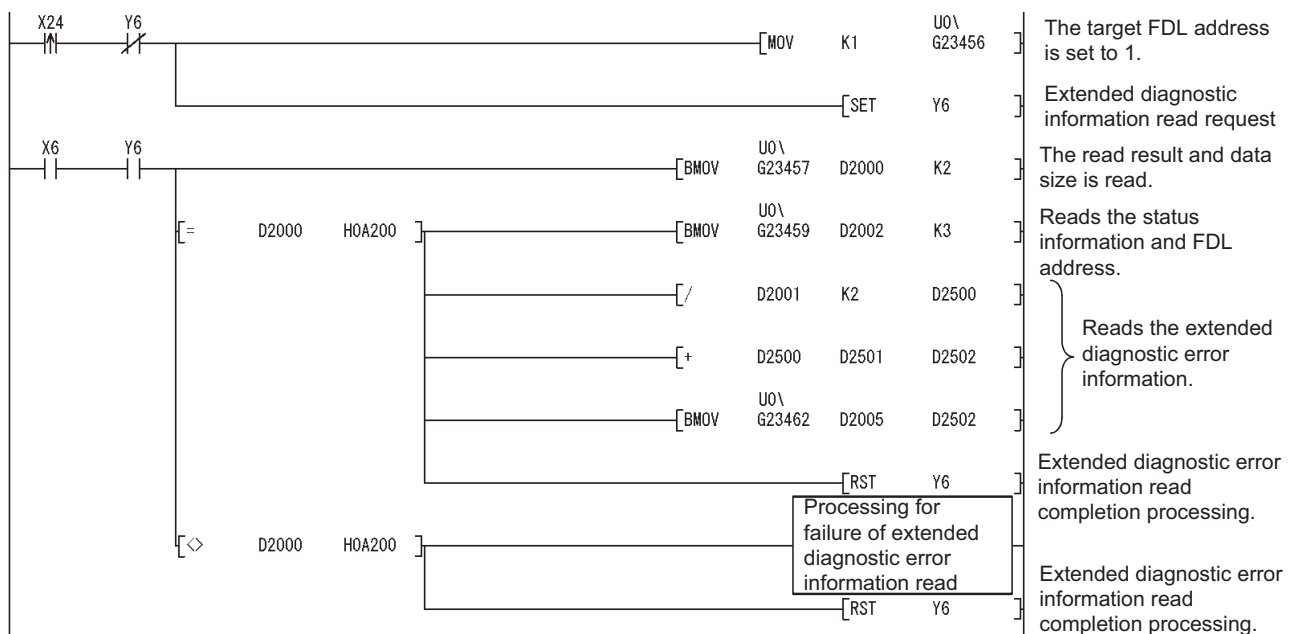 X24 Y6 U0\
[MOV K1 G23456 ]
The target FDL address
is set to 1.
[SET Y6 ]
Extended diagnostic
information read request
X6 Y6 U0\
[BMOV G23457 D2000 K2 ]
The read result and data
size is read.
U0\
[= D2000 H0A200 ] [BMOV G23459 D2002 K3 ]
Reads the status
information and FDL
address.
[/ D2001 K2 D2500 ]
[+ D2500 D2501 D2502 ]
Reads the extended
diagnostic error
information.
U0\
[BMOV G23462 D2005 D2502 ]
[RST Y6 ]
Extended diagnostic error
information read
completion processing.
[<> D2000 H0A200 ]
Processing for
failure of extended
diagnostic error
information read
[RST Y6 ]
Extended diagnostic error
information read
completion processing.